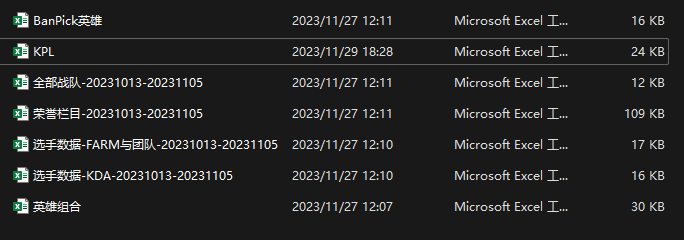 BanPick英雄 2023/11/27 12:11 Microsoft Excel 工... 16 KB
KPL 2023/11/29 18:28 Microsoft Excel 工... 24 KB
全部战队-20231013-20231105 2023/11/27 12:11 Microsoft Excel 工... 12 KB
荣誉栏目-20231013-20231105 2023/11/27 12:11 Microsoft Excel 工... 109 KB
选手数据-FARM与团队-20231013-20231105 2023/11/27 12:10 Microsoft Excel 工... 17 KB
选手数据-KDA-20231013-20231105 2023/11/27 12:10 Microsoft Excel 工... 16 KB
英雄组合 2023/11/27 12:07 Microsoft Excel 工... 30 KB